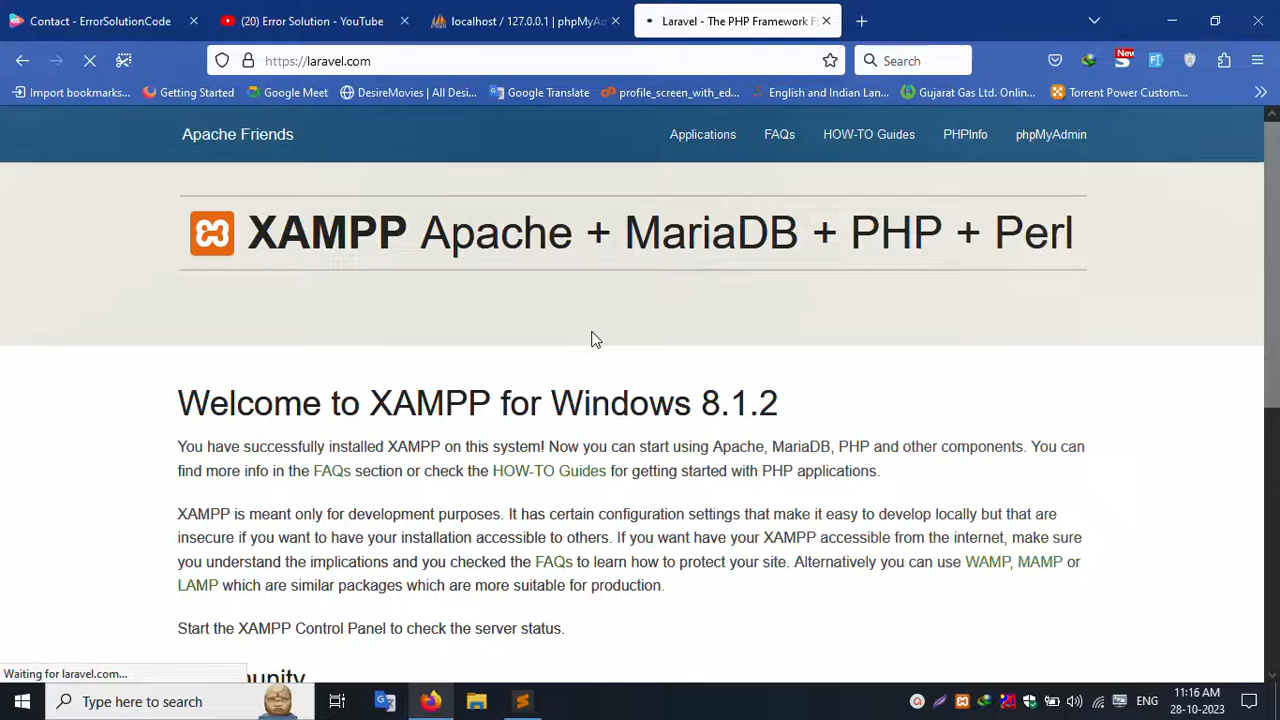 Contact - ErrorSolutionCode
(20) Error Solution - YouTube
localhost / 127.0.0.1 | phpMyAd
Laravel - The PHP Framework F
https://laravel.com
Search
New
Import bookmarks...
Getting Started
Google Meet
DesireMovies | All Desi...
Google Translate
profile_screen_with_ed...
English and Indian Lan...
Gujarat Gas Ltd. Onlin...
Torrent Power Custom...
Apache Friends
Applications
FAQs
HOW-TO Guides
PHPInfo
phpMyAdmin
XAMPP Apache + MariaDB + PHP + Perl
Welcome to XAMPP for Windows 8.1.2
You have successfully installed XAMPP on this system! Now you can start using Apache, MariaDB, PHP and other components. You can
find more info in the FAQs section or check the HOW-TO Guides for getting started with PHP applications.
XAMPP is meant only for development purposes. It has certain configuration settings that make it easy to develop locally but that are
insecure if you want to have your installation accessible to others. If you want have your XAMPP accessible from the internet, make sure
you understand the implications and you checked the FAQs to learn how to protect your site. Alternatively you can use WAMP, MAMP or
LAMP which are similar packages which are more suitable for production.
Start the XAMPP Control Panel to check the server status.
Waiting for laravel.com...
munity
Type here to search
ENG
11:16 AM
28-10-2023